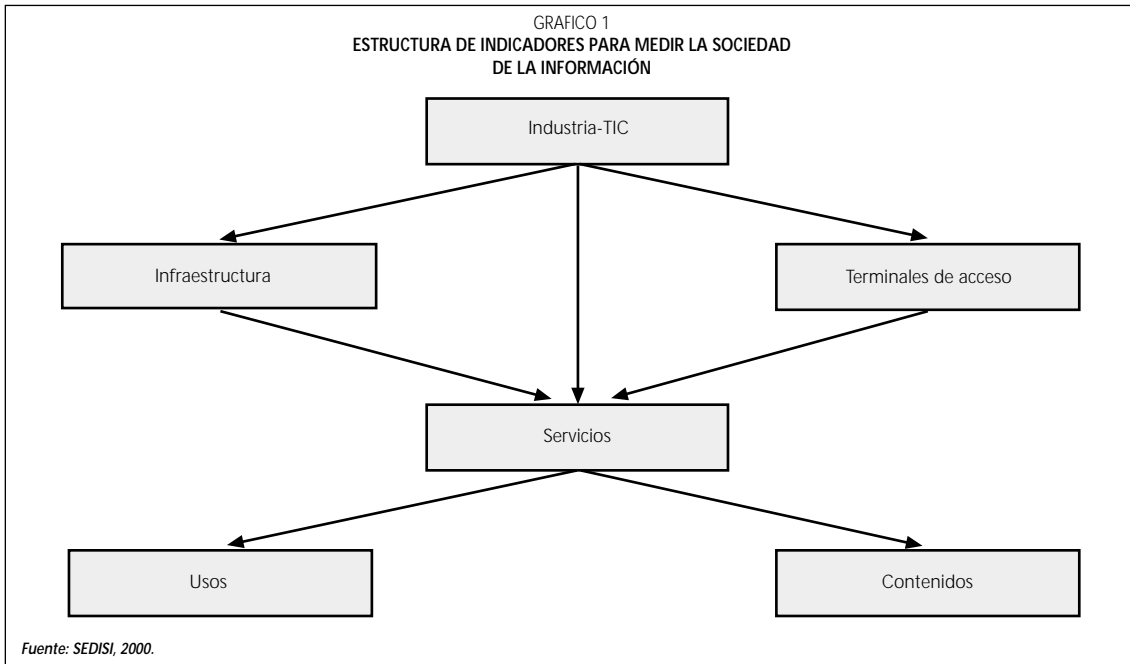 GRAFICO 1
ESTRUCTURA DE INDICADORES PARA MEDIR LA SOCIEDAD
DE LA INFORMACIÓN
Industria-TIC
Infraestructura
Terminales de acceso
Servicios
Usos
Contenidos
Fuente: SEDISI, 2000.